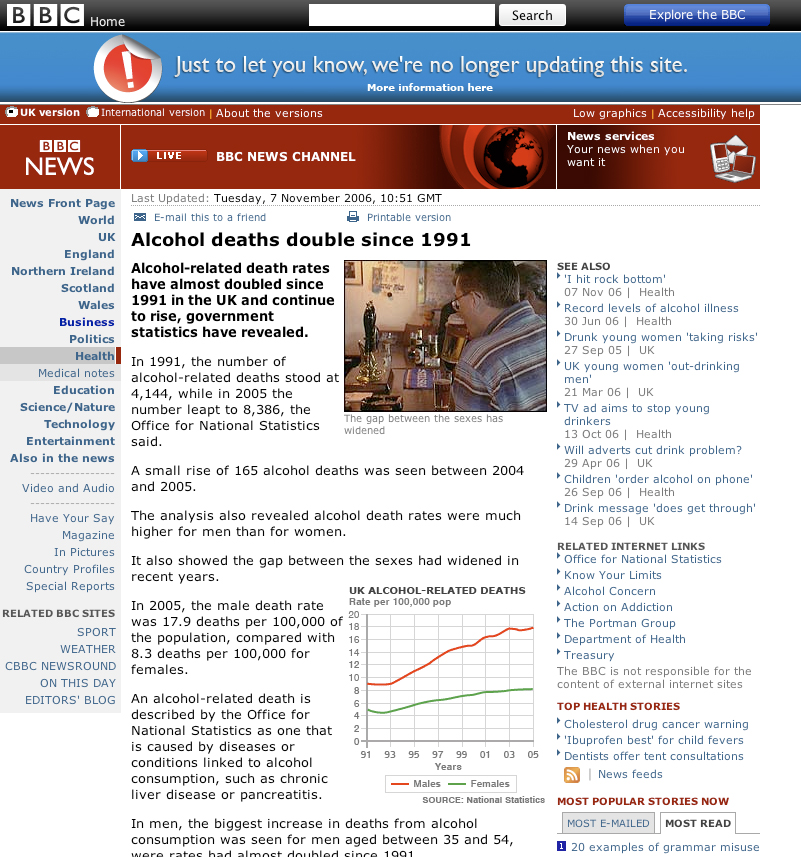 BBC Home
Search
Explore the BBC
Just to let you know, we're no longer updating this site.
More information here
UK version International version | About the versions
Low graphics | Accessibility help
BBC NEWS
LIVE BBC NEWS CHANNEL
News services
Your news when you
want it
News Front Page
World
UK
England
Northern Ireland
Scotland
Wales
Business
Politics
Health
Medical notes
Education
Science/Nature
Technology
Entertainment
Also in the news
Video and Audio
Have Your Say
Magazine
In Pictures
Country Profiles
Special Reports
RELATED BBC SITES
SPORT
WEATHER
CBBC NEWSROUND
ON THIS DAY
EDITORS' BLOG
Last Updated: Tuesday, 7 November 2006, 10:51 GMT
E-mail this to a friend
Printable version
Alcohol deaths double since 1991
Alcohol-related death rates
have almost doubled since
1991 in the UK and continue
to rise, government
statistics have revealed.
The gap between the sexes has
widened
In 1991, the number of
alcohol-related deaths stood at
4,144, while in 2005 the
number leapt to 8,386, the
Office for National Statistics
said.
A small rise of 165 alcohol deaths was seen between 2004
and 2005.
The analysis also revealed alcohol death rates were much
higher for men than for women.
It also showed the gap between the sexes had widened in
recent years.
In 2005, the male death rate
was 17.9 deaths per 100,000 of
the population, compared with
8.3 deaths per 100,000 for
females.
An alcohol-related death is
described by the Office for
National Statistics as one that
is caused by diseases or
conditions linked to alcohol
consumption, such as chronic
liver disease or pancreatitis.
UK ALCOHOL-RELATED DEATHS
Rate per 100,000 pop
20
18
16
14
12
10
8
6
4
2
0
91 93 95 97 99 01 03 05
Years
Males Females
SOURCE: National Statistics
In men, the biggest increase in deaths from alcohol
consumption was seen for men aged between 35 and 54,
were rates had almost doubled since 1991
SEE ALSO
'I hit rock bottom'
07 Nov 06 | Health
Record levels of alcohol illness
30 Jun 06 | Health
Drunk young women 'taking risks'
27 Sep 05 | UK
UK young women 'out-drinking
men'
21 Mar 06 | UK
TV ad aims to stop young
drinkers
13 Oct 06 | Health
Will adverts cut drink problem?
29 Apr 06 | UK
Children 'order alcohol on phone'
26 Sep 06 | Health
Drink message 'does get through'
14 Sep 06 | UK
RELATED INTERNET LINKS
Office for National Statistics
Know Your Limits
Alcohol Concern
Action on Addiction
The Portman Group
Department of Health
Treasury
The BBC is not responsible for the
content of external internet sites
TOP HEALTH STORIES
Cholesterol drug cancer warning
'Ibuprofen best' for child fevers
Dentists offer tent consultations
| News feeds
MOST POPULAR STORIES NOW
MOST E-MAILED MOST READ
1 20 examples of grammar misuse